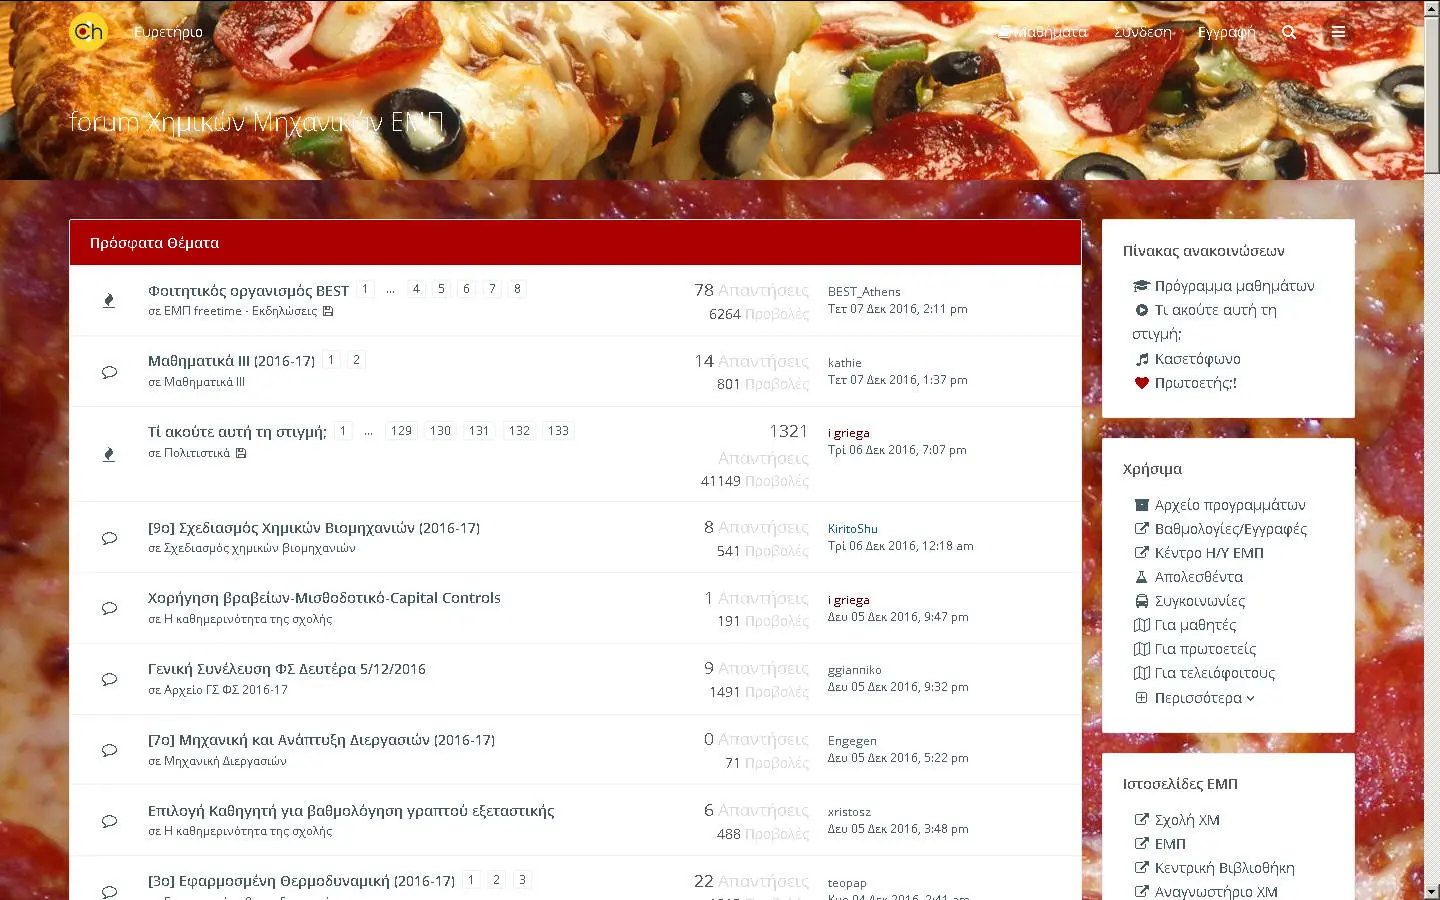 Ch
Ευρετήριο
Μαθήματα
Σύνδεση
Εγγραφή
forum Χημικών Μηχανικών ΕΜΠ
Πρόσφατα Θέματα
Φοιτητικός οργανισμός BEST 1 ... 4 5 6 7 8
σε ΕΜΠ freetime · Εκδηλώσεις
78 Απαντήσεις
6264 Προβολές
BEST_Athens
Τετ 07 Δεκ 2016, 2:11 pm
Μαθηματικά ΙΙΙ (2016-17) 1 2
σε Μαθηματικά ΙΙΙ
14 Απαντήσεις
801 Προβολές
kathie
Τετ 07 Δεκ 2016, 1:37 pm
Τί ακούτε αυτή τη στιγμή; 1 ... 129 130 131 132 133
σε Πολιτιστικά
1321
Απαντήσεις
41149 Προβολές
i griega
Τρί 06 Δεκ 2016, 7:07 pm
[9ο] Σχεδιασμός Χημικών Βιομηχανιών (2016-17)
σε Σχεδιασμός χημικών βιομηχανιών
8 Απαντήσεις
541 Προβολές
KiritoShu
Τρί 06 Δεκ 2016, 12:18 am
Χορήγηση βραβείων-Μισθοδοτικό-Capital Controls
σε Η καθημερινότητα της σχολής
1 Απαντήσεις
191 Προβολές
i griega
Δευ 05 Δεκ 2016, 9:47 pm
Γενική Συνέλευση ΦΣ Δευτέρα 5/12/2016
σε Αρχείο ΓΣ ΦΣ 2016-17
9 Απαντήσεις
1491 Προβολές
ggianniko
Δευ 05 Δεκ 2016, 9:32 pm
[7ο] Μηχανική και Ανάπτυξη Διεργασιών (2016-17)
σε Μηχανική Διεργασιών
0 Απαντήσεις
71 Προβολές
Engegen
Δευ 05 Δεκ 2016, 5:22 pm
Επιλογή Καθηγητή για βαθμολόγηση γραπτού εξεταστικής
σε Η καθημερινότητα της σχολής
6 Απαντήσεις
488 Προβολές
xristosz
Δευ 05 Δεκ 2016, 3:48 pm
[3ο] Εφαρμοσμένη Θερμοδυναμική (2016-17) 1 2 3
22 Απαντήσεις
teopap
Κυρ 04 Δεκ 2016, 2:41 am
Πίνακας ανακοινώσεων
Πρόγραμμα μαθημάτων
Τι ακούτε αυτή τη
στιγμή;
Κασετόφωνο
Πρωτοετής;!
Χρήσιμα
Αρχείο προγραμμάτων
Βαθμολογίες/Εγγραφές
Κέντρο Η/Υ ΕΜΠ
Απολεσθέντα
Συγκοινωνίες
Για μαθητές
Για πρωτοετείς
Για τελειόφοιτους
Περισσότερα
Ιστοσελίδες ΕΜΠ
Σχολή ΧΜ
ΕΜΠ
Κεντρική Βιβλιοθήκη
Αναγνωστήριο ΧΜ